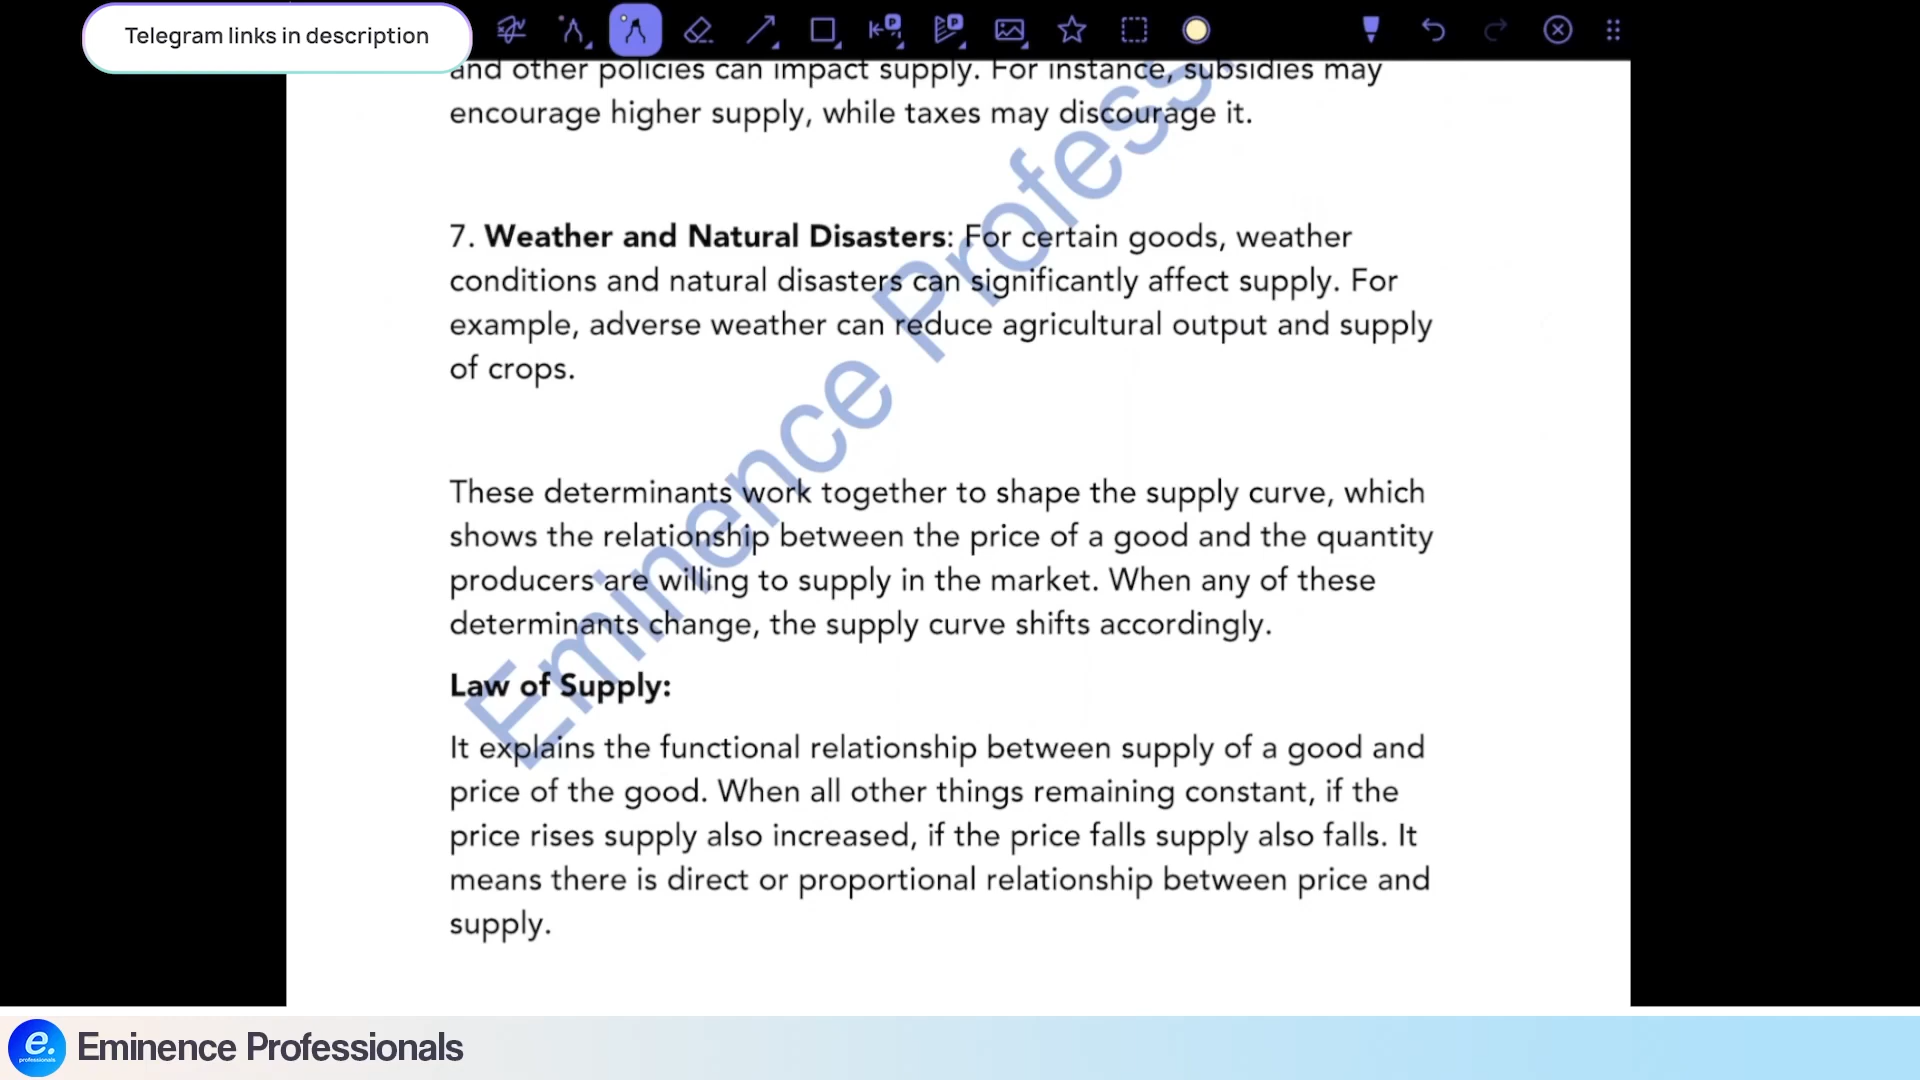 Telegram links in description
and other policies can impact supply. For instance, subsidies may
encourage higher supply, while taxes may discourage it.
7. Weather and Natural Disasters: For certain goods, weather
conditions and natural disasters can significantly affect supply. For
example, adverse weather can reduce agricultural output and supply
of crops.
These determinants work together to shape the supply curve, which
shows the relationship between the price of a good and the quantity
producers are willing to supply in the market. When any of these
determinants change, the supply curve shifts accordingly.
Law of Supply:
It explains the functional relationship between supply of a good and
price of the good. When all other things remaining constant, if the
price rises supply also increased, if the price falls supply also falls. It
means there is direct or proportional relationship between price and
supply.
Eminence Profess
e.
professionals
Eminence Professionals